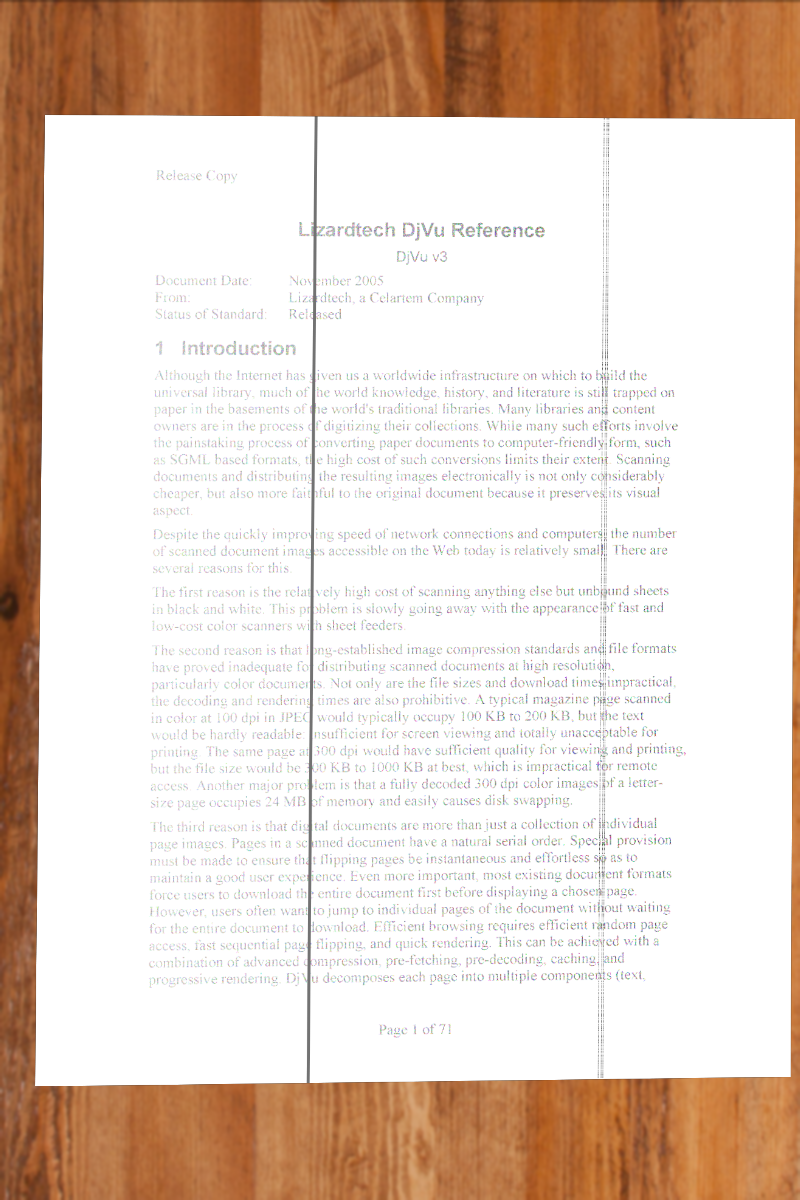 Release Copy
Lizardtech DjVu Reference
DjVu v3
Document Date: November 2005
From: Lizardtech, a Celartem Company
Status of Standard: Released
1 Introduction
Although the Internet has given us a worldwide infrastructure on which to build the
universal library, much of the world knowledge, history, and literature is still trapped on
paper in the basements of the world's traditional libraries. Many libraries and content
owners are in the process of digitizing their collections. While many such efforts involve
the painstaking process of converting paper documents to computer-friendly form, such
as SGML based formats, the high cost of such conversions limits their extent. Scanning
documents and distributing the resulting images electronically is not only considerably
cheaper, but also more faithful to the original document because it preserves its visual
aspect.
Despite the quickly improving speed of network connections and computers, the number
of scanned document images accessible on the Web today is relatively small. There are
several reasons for this.
The first reason is the relatively high cost of scanning anything else but unbound sheets
in black and white. This problem is slowly going away with the appearance of fast and
low-cost color scanners with sheet feeders.
The second reason is that long-established image compression standards and file formats
have proved inadequate for distributing scanned documents at high resolution,
particularly color documents. Not only are the file sizes and download times impractical,
the decoding and rendering times are also prohibitive. A typical magazine page scanned
in color at 100 dpi in JPEG would typically occupy 100 KB to 200 KB, but the text
would be hardly readable: insufficient for screen viewing and totally unacceptable for
printing. The same page at 300 dpi would have sufficient quality for viewing and printing,
but the file size would be 300 KB to 1000 KB at best, which is impractical for remote
access. Another major problem is that a fully decoded 300 dpi color images of a letter-
size page occupies 24 MB of memory and easily causes disk swapping.
The third reason is that digital documents are more than just a collection of individual
page images. Pages in a scanned document have a natural serial order. Special provision
must be made to ensure that flipping pages be instantaneous and effortless so as to
maintain a good user experience. Even more important, most existing document formats
force users to download the entire document first before displaying a chosen page.
However, users often want to jump to individual pages of the document without waiting
for the entire document to download. Efficient browsing requires efficient random page
access, fast sequential page flipping, and quick rendering. This can be achieved with a
combination of advanced compression, pre-fetching, pre-decoding, caching, and
progressive rendering. DjVu decomposes each page into multiple components (text,
Page 1 of 71